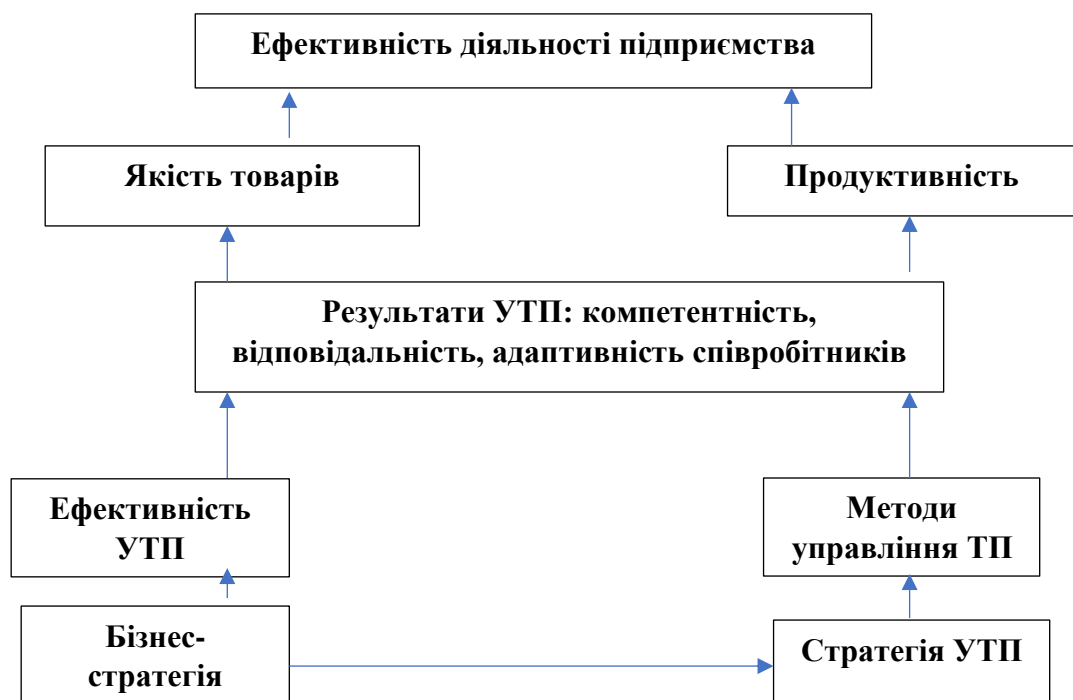 Ефективність діяльності підприємства
Якість товарів
Продуктивність
Результати УТП: компетентність,
відповідальність, адаптивність співробітників
Ефективність
УТП
Методи
управління ТП
Бізнес-
стратегія
Стратегія УТП